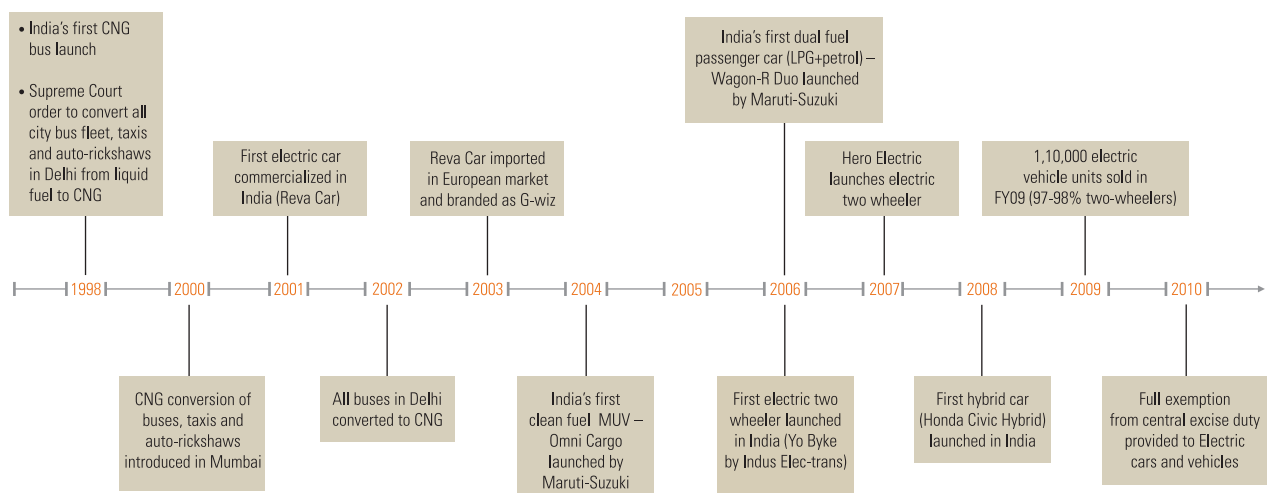 • India's first CNG
bus launch
• Supreme Court
order to convert all
city bus fleet, taxis
and auto-rickshaws
in Delhi from liquid
fuel to CNG
First electric car
commercialized in
India (Reva Car)
Reva Car imported
in European market
and branded as G-wiz
India's first dual fuel
passenger car (LPG+petrol) –
Wagon-R Duo launched
by Maruti-Suzuki
Hero Electric
launches electric
two wheeler
1,10,000 electric
vehicle units sold in
FY09 (97-98% two-wheelers)
1998 2000 2001 2002 2003 2004 2005 2006 2007 2008 2009 2010
CNG conversion of
buses, taxis and
auto-rickshaws
introduced in Mumbai
All buses in Delhi
converted to CNG
India's first
clean fuel MUV –
Omni Cargo
launched by
Maruti-Suzuki
First electric two
wheeler launched
in India (Yo Byke
by Indus Elec-trans)
First hybrid car
(Honda Civic Hybrid)
launched in India
Full exemption
from central excise duty
provided to Electric
cars and vehicles